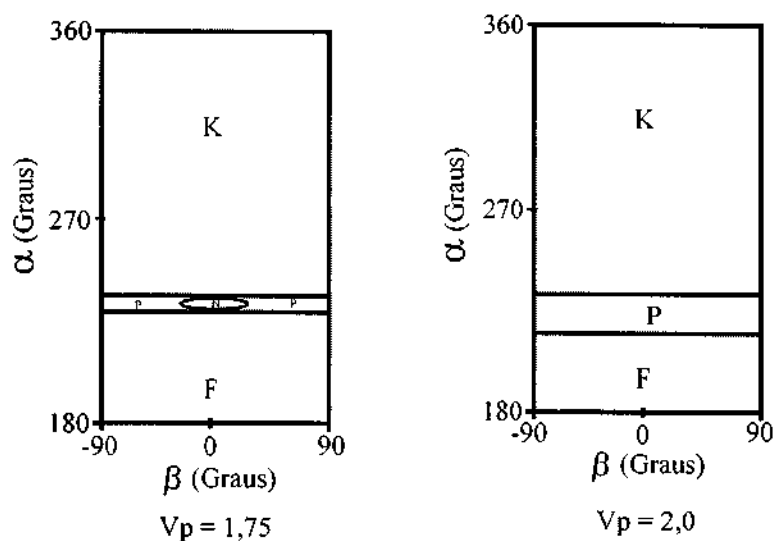 360
K
α (Graus)
270
P N P
F
180
-90 0 90
β (Graus)
Vp = 1,75
360
K
α (Graus)
270
P
F
180
-90 0 90
β (Graus)
Vp = 2,0